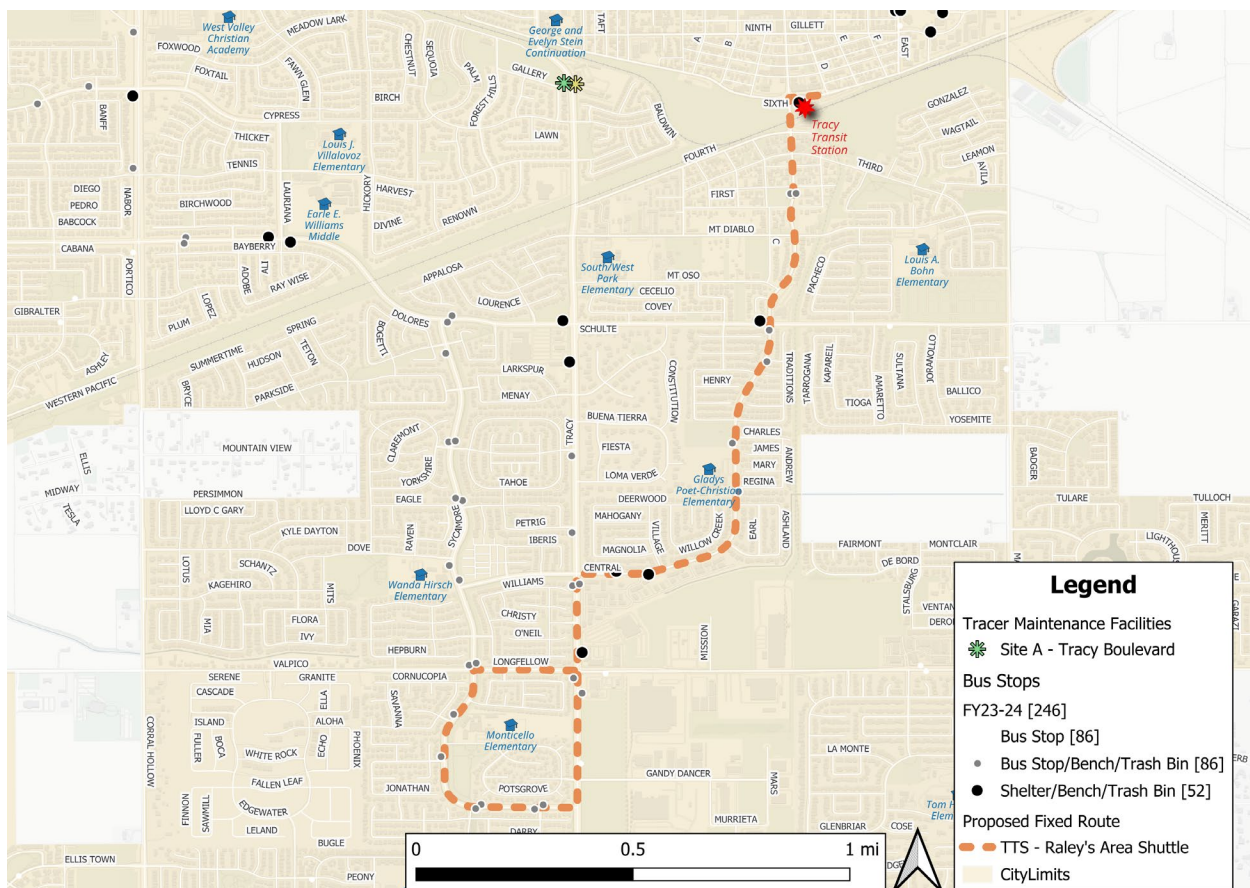 West Valley
Christian
Academy
MEADOW LARK
George and
Evelyn Stein
Continuation
TAFT
NINTH
GILLETT
A
B
D
E
F
EAST
FOXWOOD
FOXTAIL
FAWN GLEN
CHESTNUT
SEQUOIA
PALM
FOREST HILLS
GALLERY
BIRCH
BANFF
CYPRESS
THICKET
TENNIS
Louis J.
Villalovoz
Elementary
LAWN
BALDWIN
SIXTH
Tracy
Transit
Station
GONZALEZ
WAGTAIL
LEAMON
AVILA
FOURTH
THIRD
FIRST
DIEGO
PEDRO
BABCOCK
CABANA
NABOR
BIRCHWOOD
LAURIANA
HICKORY
HARVEST
DIVINE
RENOWN
Earle E.
Williams
Middle
BAYBERRY
MT DIABLO
C
PORTICO
ADOBE
ALI
RAY WISE
APPALOSA
South/West
Park
Elementary
MT OSO
CECELIO
COVEY
PACHECO
Louis A.
Bohn
Elementary
GIBRALTER
PLUM
LOPEZ
SPRING
DOLORES
LOURENCE
SCHULTE
BOGETTI
ASHLEY
WESTERN PACIFIC
SUMMERTIME
HUDSON
TETON
BRYCE
PARKSIDE
LARKSPUR
MENAY
CONSTITUTION
HENRY
TRADITIONS
TARROGANA
KAPAREIL
TIOGA
AMARETTO
SULTANA
JORANOLLO
BALLICO
YOSEMITE
TRACY
BUENA TIERRA
FIESTA
LOMA VERDE
CHARLES
JAMES
MARY
REGINA
ANDREW
MOUNTAIN VIEW
CLAREMONT
YORKSHIRE
TAHOE
Gladys
Poet-Christian
Elementary
BADGER
ELLIS
MIDWAY
TESLA
PERSIMMON
LLOYD C GARY
EAGLE
DEERWOOD
MAHOGANY
MAGNOLIA
VILLAGE
WILLOW CREEK
EARL
ASHLAND
TULARE
TULLOCH
MERITT
KYLE DAYTON
DOVE
RAVEN
SYCAMORE
PETRIG
IBERIS
FAIRMONT
MONTCLAIR
DE BORD
STALSBURG
LOTUS
SCHANTZ
KAGEHIRO
MITS
Wanda Hirsch
Elementary
WILLIAMS
CENTRAL
MIA
FLORA
IVY
CHRISTY
O'NEIL
HEPBURN
MISSION
VALPICO
LONGFELLOW
SERENE
GRANITE
CORNUCOPIA
CASCADE
ISLAND
FULLER
BOCA
ELLA
ALOHA
ECHO
PHOENIX
SAVANNA
WHITE ROCK
CORRAL HOLLOW
Monticello
Elementary
LA MONTE
FALLEN LEAF
JONATHAN
POTSGROVE
GANDY DANCER
MARS
FINNON
SAWMILL
EDGEWATER
LELAND
BUGLE
DARBY
MURRIETA
GLENBRIAR
COSE
ELLIS TOWN
PEONY
0
0.5
1 mi
Legend
Tracer Maintenance Facilities
Site A - Tracy Boulevard
Bus Stops
FY23-24 [246]
Bus Stop [86]
Bus Stop/Bench/Trash Bin [86]
Shelter/Bench/Trash Bin [52]
Proposed Fixed Route
TTS - Raley's Area Shuttle
CityLimits